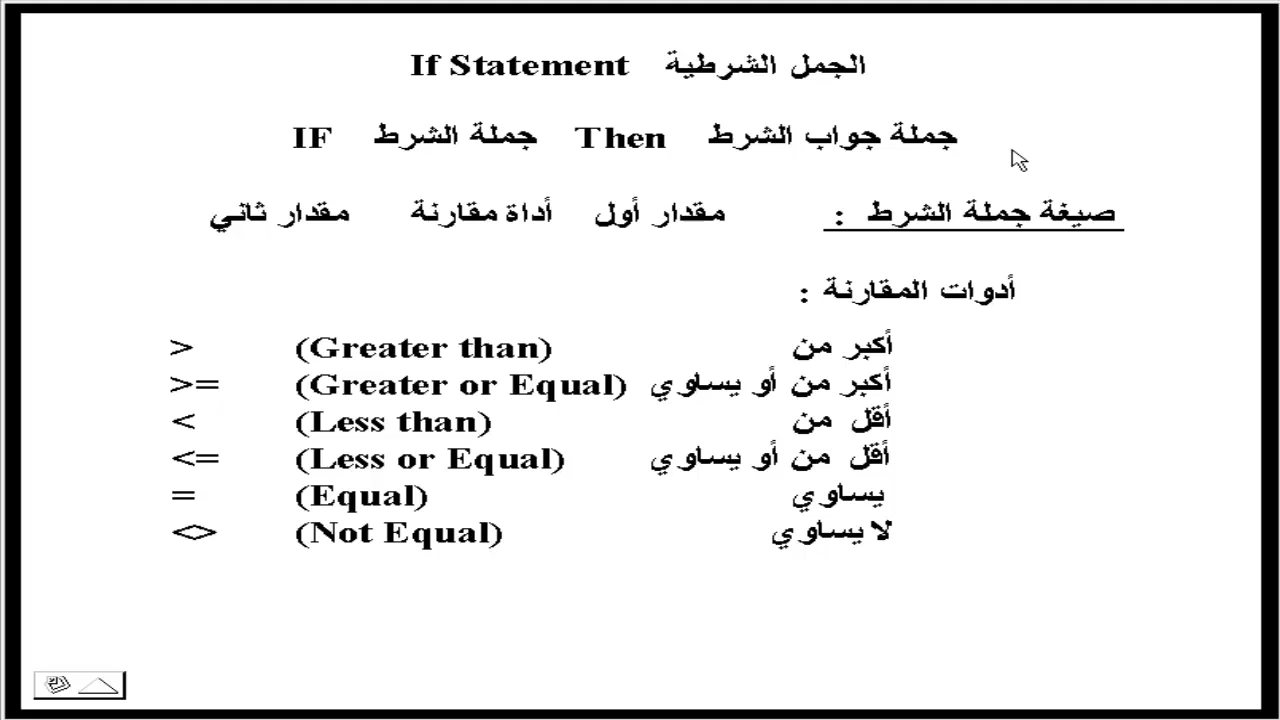 If Statement الجمل الشرطية
IF جملة الشرط Then جملة جواب الشرط
صيغة جملة الشرط : مقدار أول أداة مقارنة مقدار ثاني
أدوات المقارنة :
> (Greater than) أكبر من
>= (Greater or Equal) أكبر من أو يساوي
< (Less than) أقل من
<= (Less or Equal) أقل من أو يساوي
= (Equal) يساوي
<> (Not Equal) لا يساوي